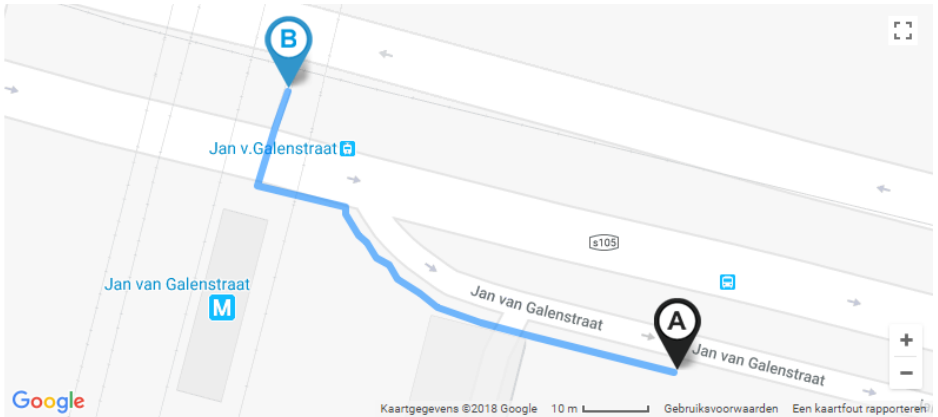 B
Jan v.Galenstraat
s105
Jan van Galenstraat
M
Jan van Galenstraat
A
Jan van Galenstraat
+
−
Google
Kaartgegevens ©2018 Google
10 m
Gebruiksvoorwaarden
Een kaartfout rapporteren